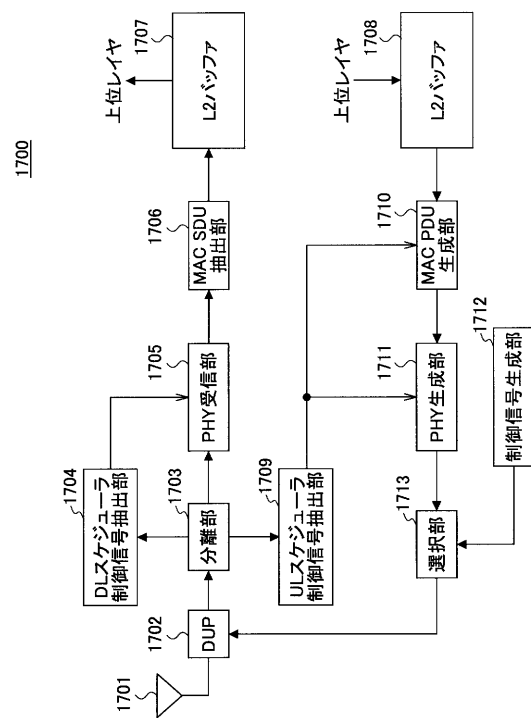 1700
1701
1702
DUP
1703
分離部
1704
DLスケジューラ
制御信号抽出部
1705
PHY受信部
1706
MAC SDU
抽出部
1707
L2バッファ
上位レイヤ
1708
L2バッファ
上位レイヤ
1709
ULスケジューラ
制御信号抽出部
1710
MAC PDU
生成部
1711
PHY生成部
1712
制御信号生成部
1713
選択部